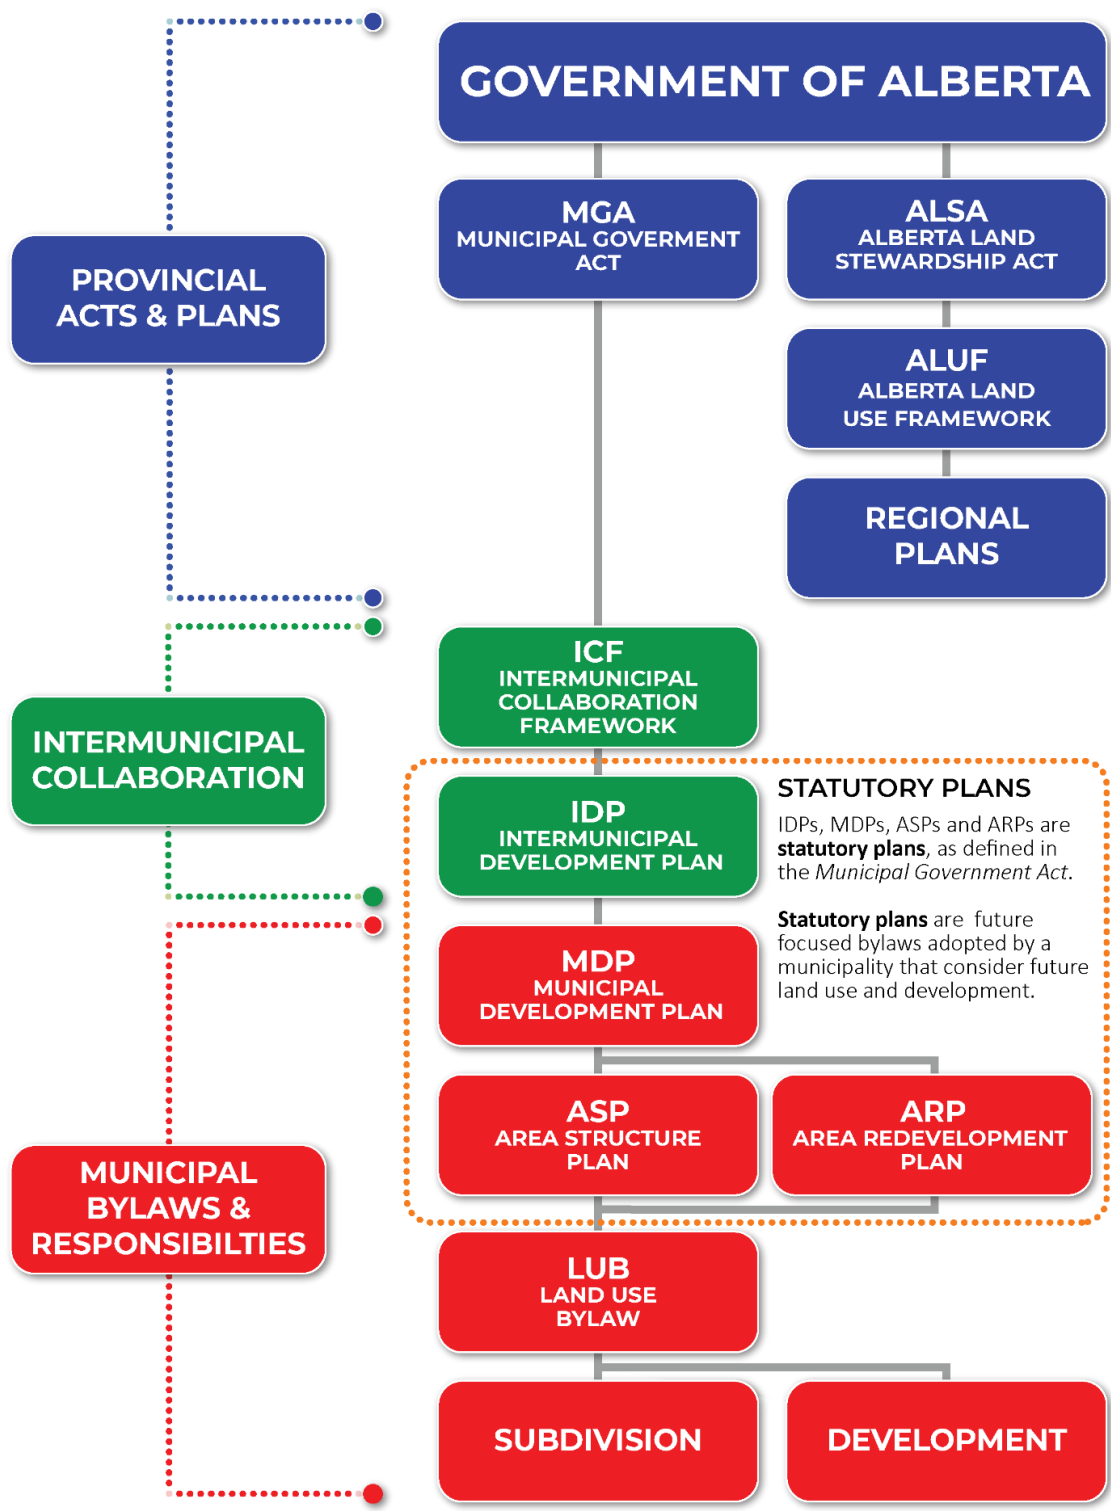 GOVERNMENT OF ALBERTA
MGA
MUNICIPAL GOVERMENT
ACT
ALSA
ALBERTA LAND
STEWARDSHIP ACT
PROVINCIAL
ACTS & PLANS
ALUF
ALBERTA LAND
USE FRAMEWORK
REGIONAL
PLANS
ICF
INTERMUNICIPAL
COLLABORATION
FRAMEWORK
INTERMUNICIPAL
COLLABORATION
IDP
INTERMUNICIPAL
DEVELOPMENT PLAN
STATUTORY PLANS
IDPs, MDPs, ASPs and ARPs are
statutory plans, as defined in
the Municipal Government Act.
Statutory plans are future
focused bylaws adopted by a
municipality that consider future
land use and development.
MDP
MUNICIPAL
DEVELOPMENT PLAN
ASP
AREA STRUCTURE
PLAN
ARP
AREA REDEVELOPMENT
PLAN
MUNICIPAL
BYLAWS &
RESPONSIBILTIES
LUB
LAND USE
BYLAW
SUBDIVISION
DEVELOPMENT